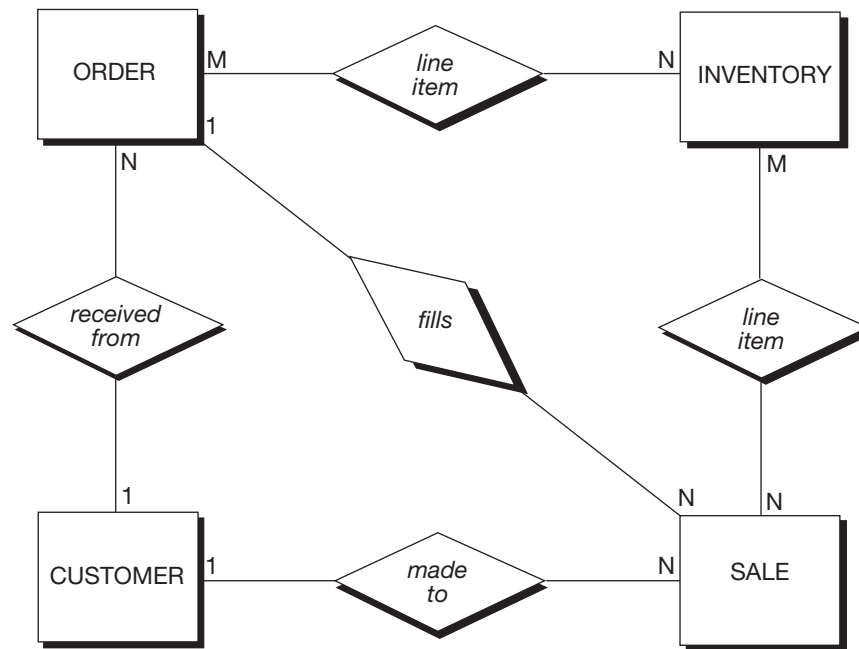 ORDER
M
line
item
N
INVENTORY
1
N
M
received
from
fills
line
item
1
N
N
CUSTOMER
1
made
to
N
SALE